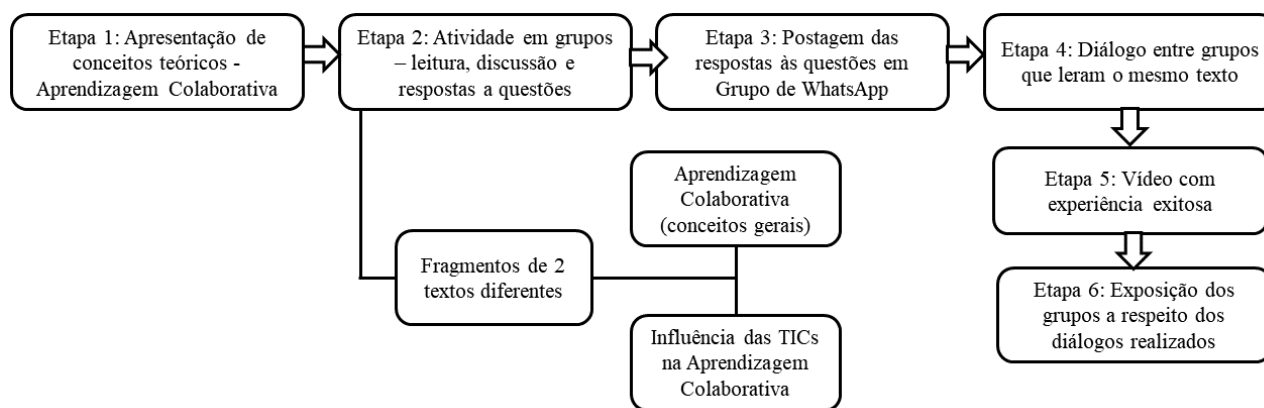 Etapa 1: Apresentação de
conceitos teóricos -
Aprendizagem Colaborativa
Etapa 2: Atividade em grupos
– leitura, discussão e
respostas a questões
Etapa 3: Postagem das
respostas às questões em
Grupo de WhatsApp
Etapa 4: Diálogo entre grupos
que leram o mesmo texto
Etapa 5: Vídeo com
experiência exitosa
Etapa 6: Exposição dos
grupos a respeito dos
diálogos realizados
Fragmentos de 2
textos diferentes
Aprendizagem
Colaborativa
(conceitos gerais)
Influência das TICs
na Aprendizagem
Colaborativa